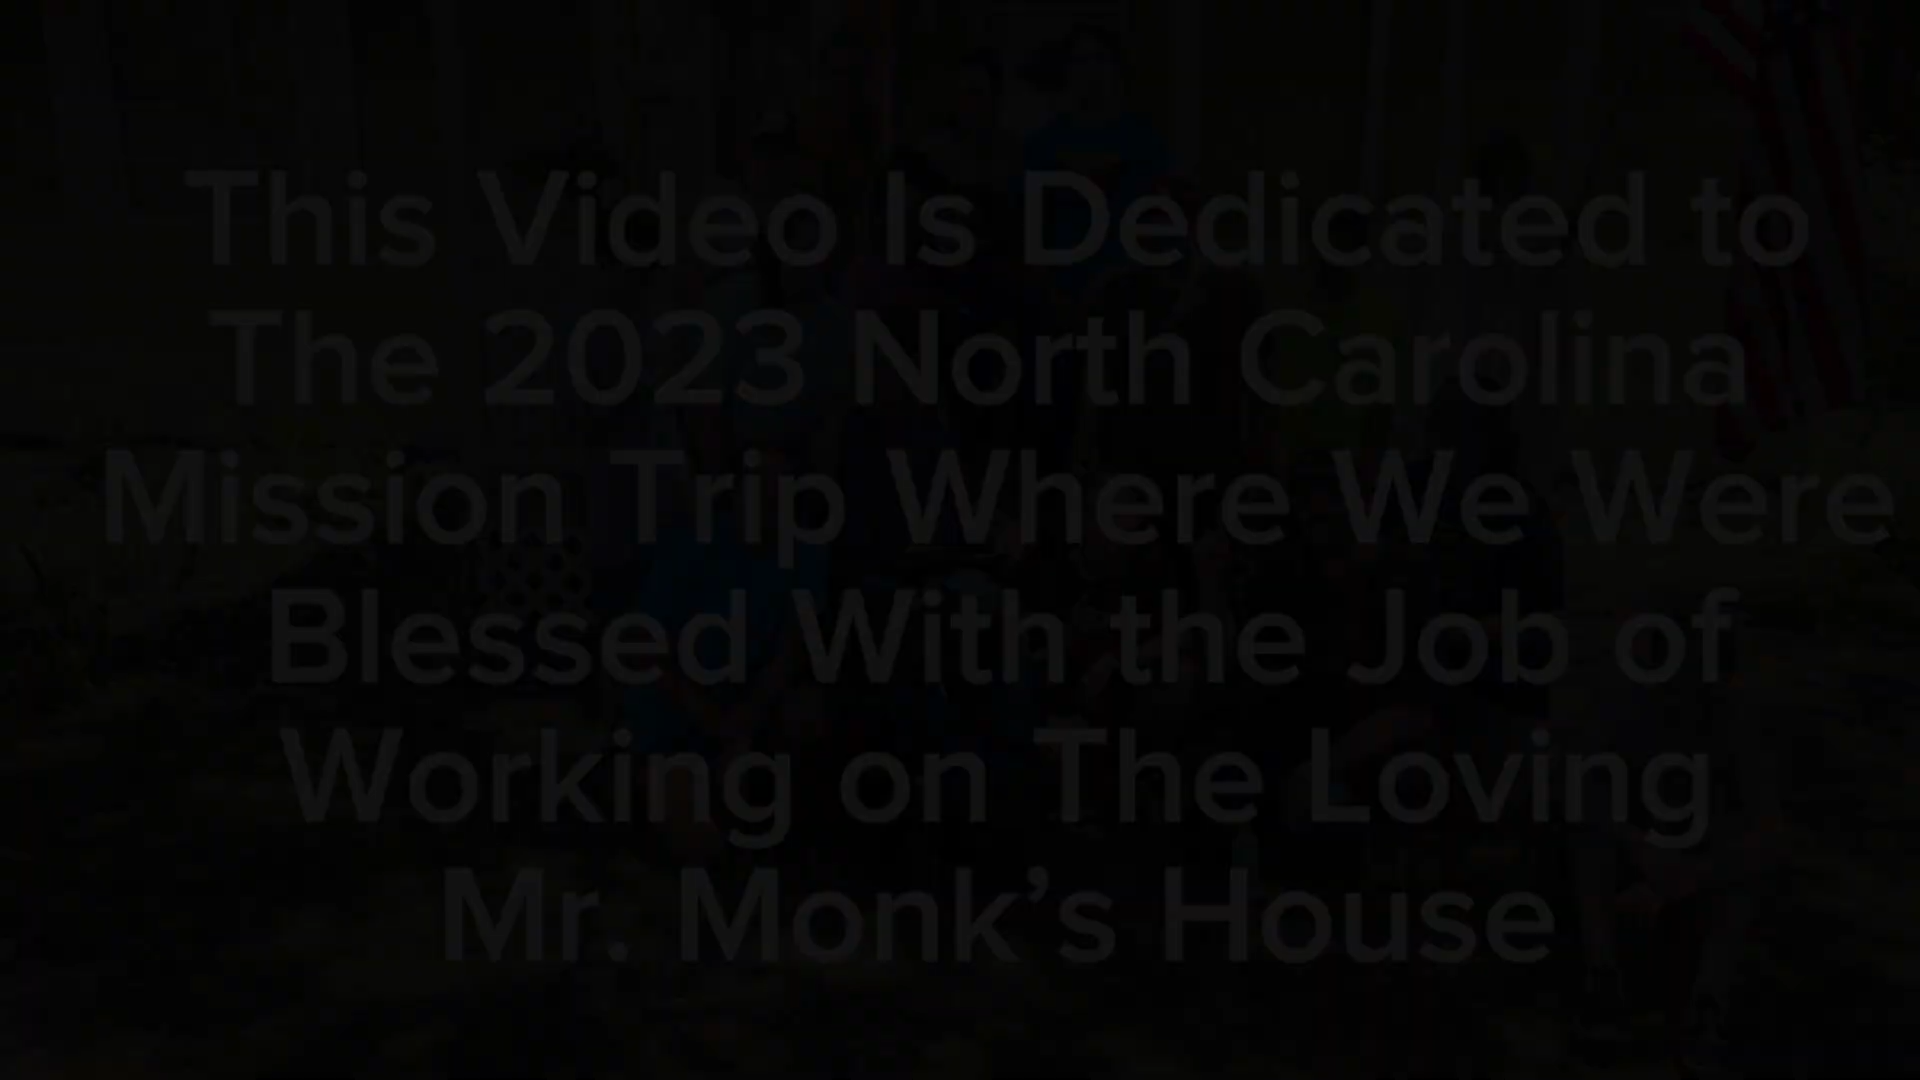 This Video Is Dedicated to
The 2023 North Carolina
Mission Trip Where We Were
Blessed With the Job of
Working on The Loving
Mr. Monk’s House